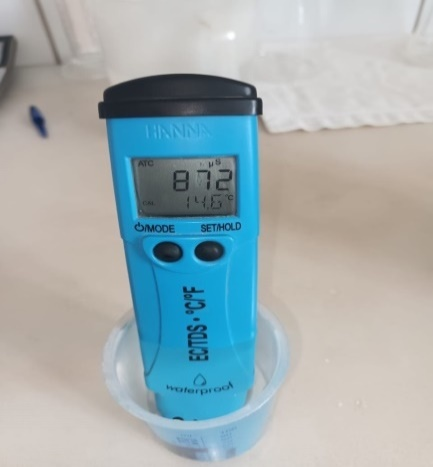 HANNA
ATC µS
872
CAL 14.6 °C
⏻/MODE SET/HOLD
EC/TDS • °C/°F
waterproof